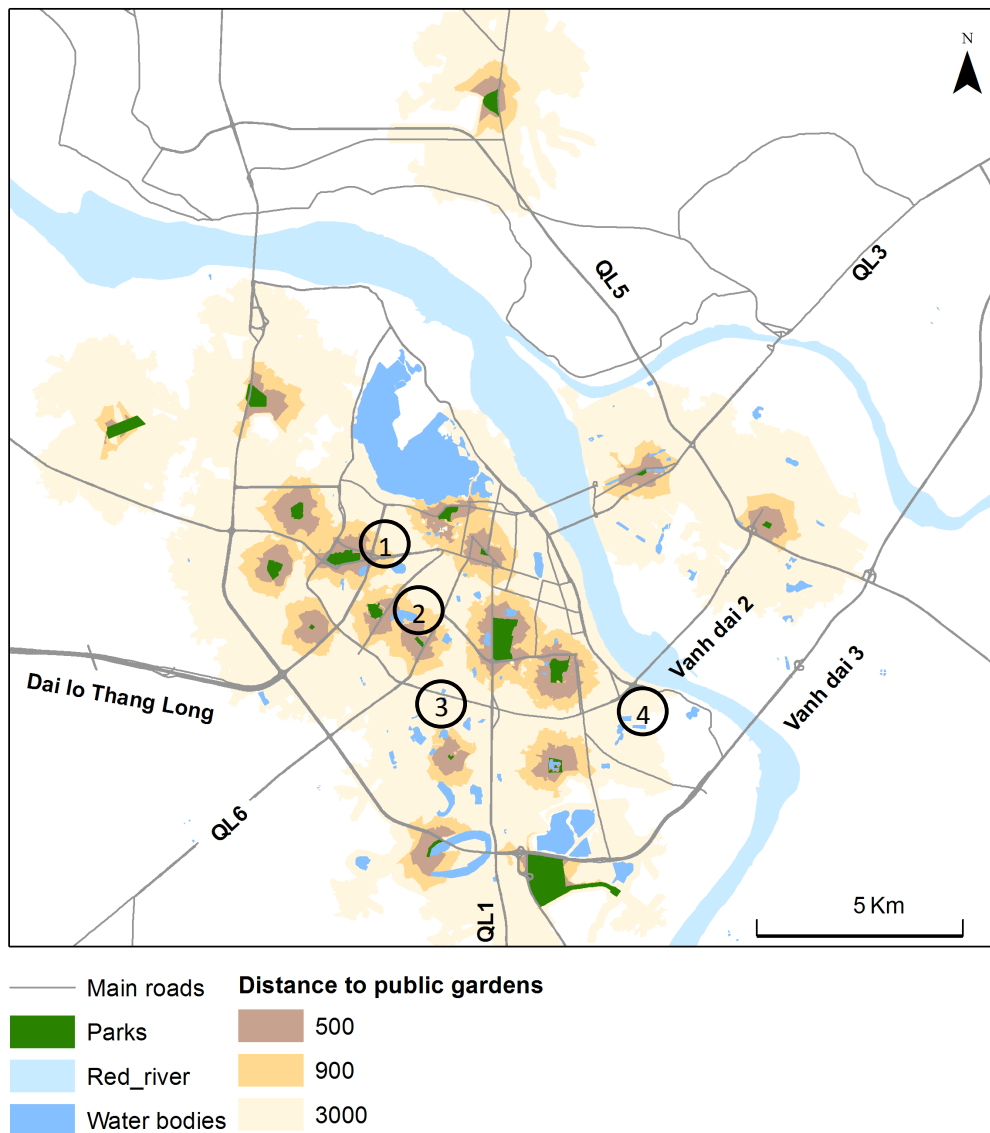 N
QL3
QL5
1
2
Vanh dai 2
Vanh dai 3
Dai lo Thang Long
3
4
QL6
QL1
5 Km
Main roads
Parks
Red_river
Water bodies
Distance to public gardens
500
900
3000